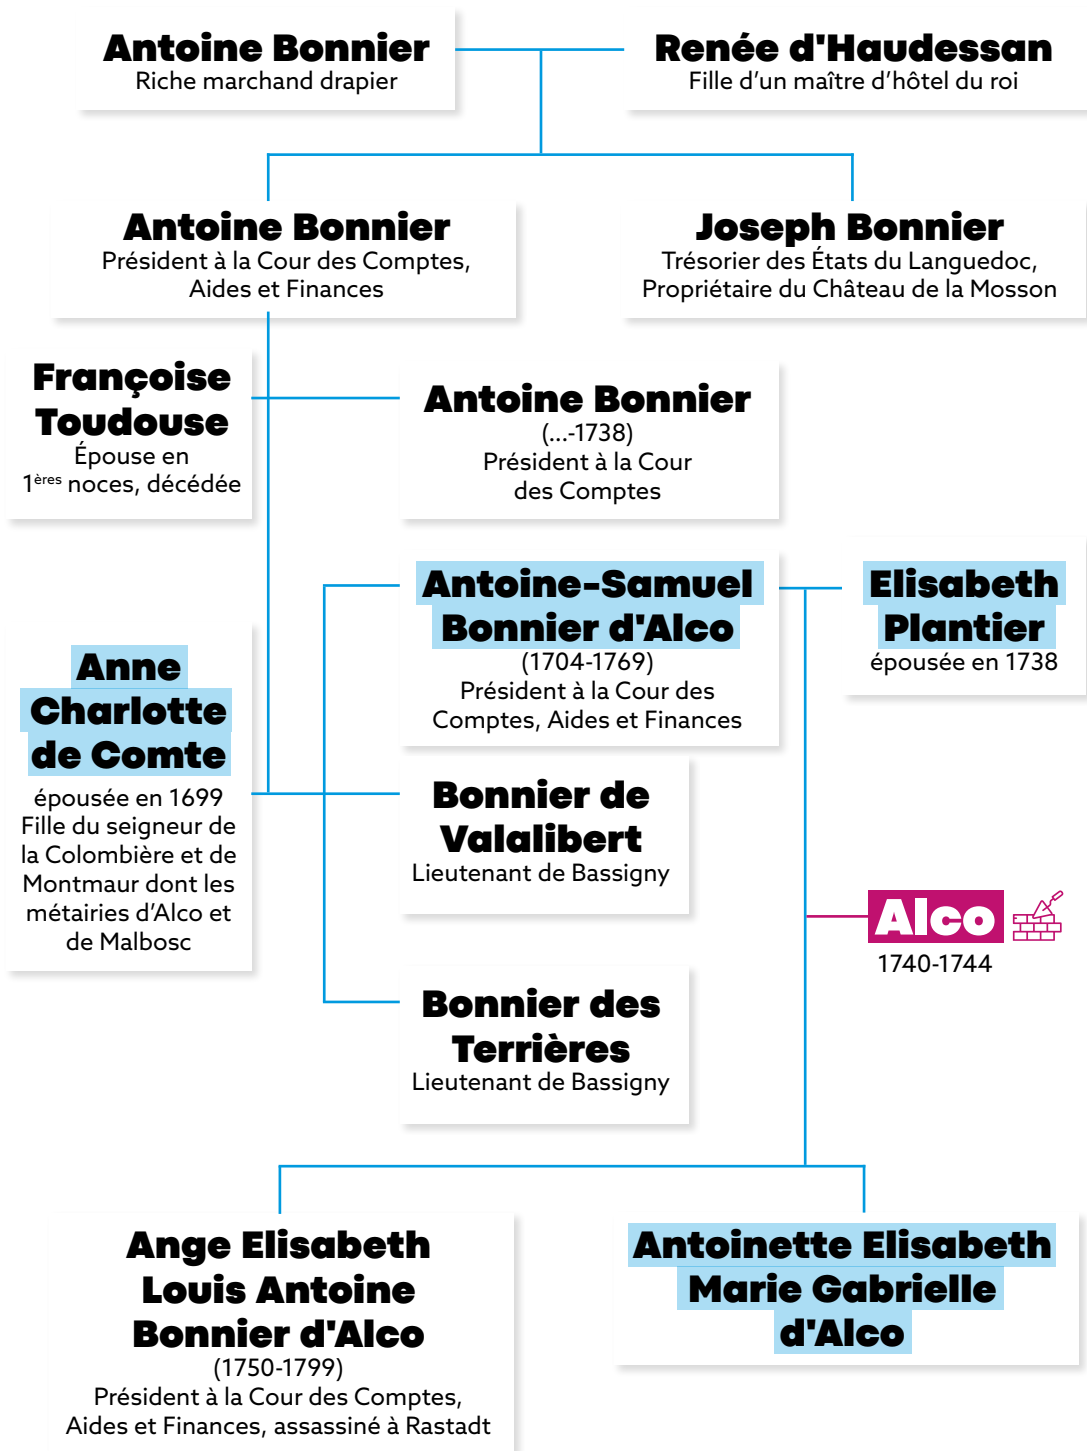 Antoine Bonnier
Riche marchand drapier
Renée d'Haudessan
Fille d’un maître d’hôtel du roi
Antoine Bonnier
Président à la Cour des Comptes,
Aides et Finances
Joseph Bonnier
Trésorier des États du Languedoc,
Propriétaire du Château de la Mosson
Françoise
Toudouse
Épouse en
1ères noces, décédée
Antoine Bonnier
(...-1738)
Président à la Cour
des Comptes
Antoine-Samuel
Bonnier d'Alco
(1704-1769)
Président à la Cour des
Comptes, Aides et Finances
Elisabeth
Plantier
épousée en 1738
Anne
Charlotte
de Comte
épousée en 1699
Fille du seigneur de
la Colombière et de
Montmaur dont les
métairies d’Alco et
de Malbosc
Bonnier de
Valalibert
Lieutenant de Bassigny
Alco
1740-1744
Bonnier des
Terrières
Lieutenant de Bassigny
Ange Elisabeth
Louis Antoine
Bonnier d'Alco
(1750-1799)
Président à la Cour des Comptes,
Aides et Finances, assassiné à Rastadt
Antoinette Elisabeth
Marie Gabrielle
d'Alco